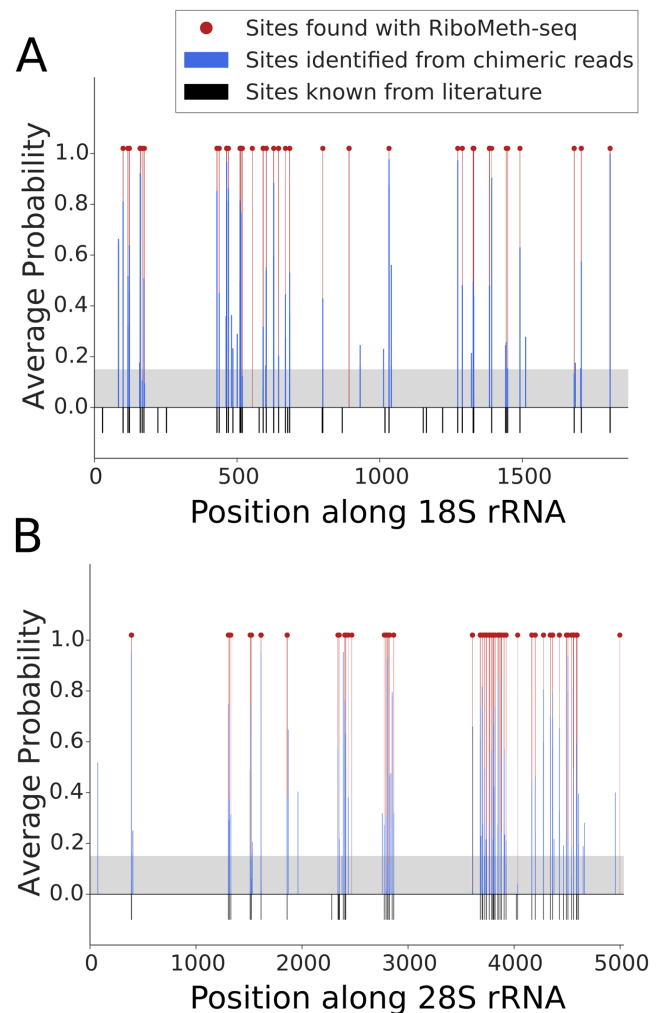 A
Sites found with RiboMeth-seq
Sites identified from chimeric reads
Sites known from literature
Average Probability
1.0
0.8
0.6
0.4
0.2
0.0
0 500 1000 1500
Position along 18S rRNA
B
Average Probability
1.0
0.8
0.6
0.4
0.2
0.0
0 1000 2000 3000 4000 5000
Position along 28S rRNA